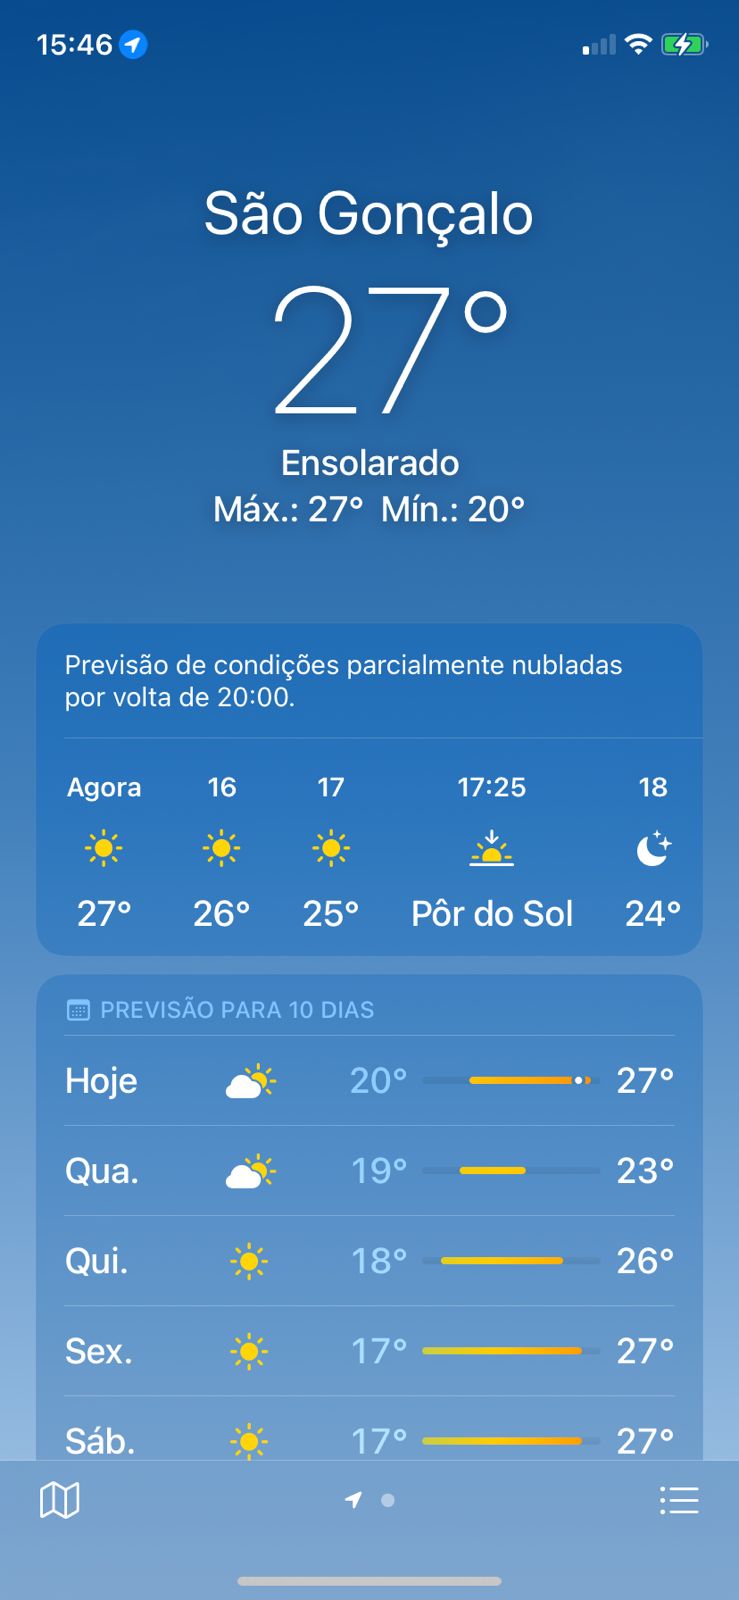 15:46
São Gonçalo
27°
Ensolarado
Máx.: 27° Mín.: 20°
Previsão de condições parcialmente nubladas
por volta de 20:00.
Agora 16 17 17:25 18
27° 26° 25° Pôr do Sol 24°
PREVISÃO PARA 10 DIAS
Hoje 20° 27°
Qua. 19° 23°
Qui. 18° 26°
Sex. 17° 27°
Sáb. 17° 27°